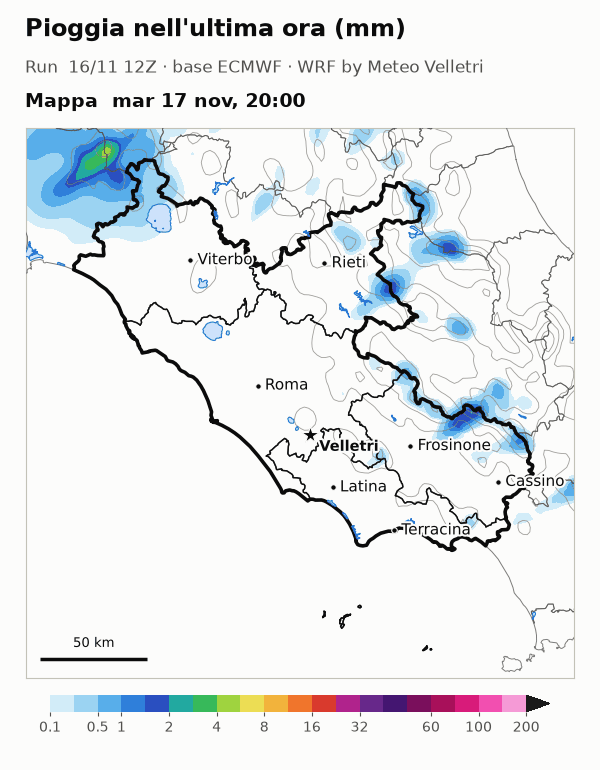 Pioggia nell'ultima ora (mm)
Run  16/11 12Z · base ECMWF · WRF by Meteo Velletri
Mappa  mar 17 nov, 20:00
Viterbo
Rieti
Roma
Velletri
Frosinone
Cassino
Latina
Terracina
50 km
0.1 0.5 1 2 4 8 16 32 60 100 200